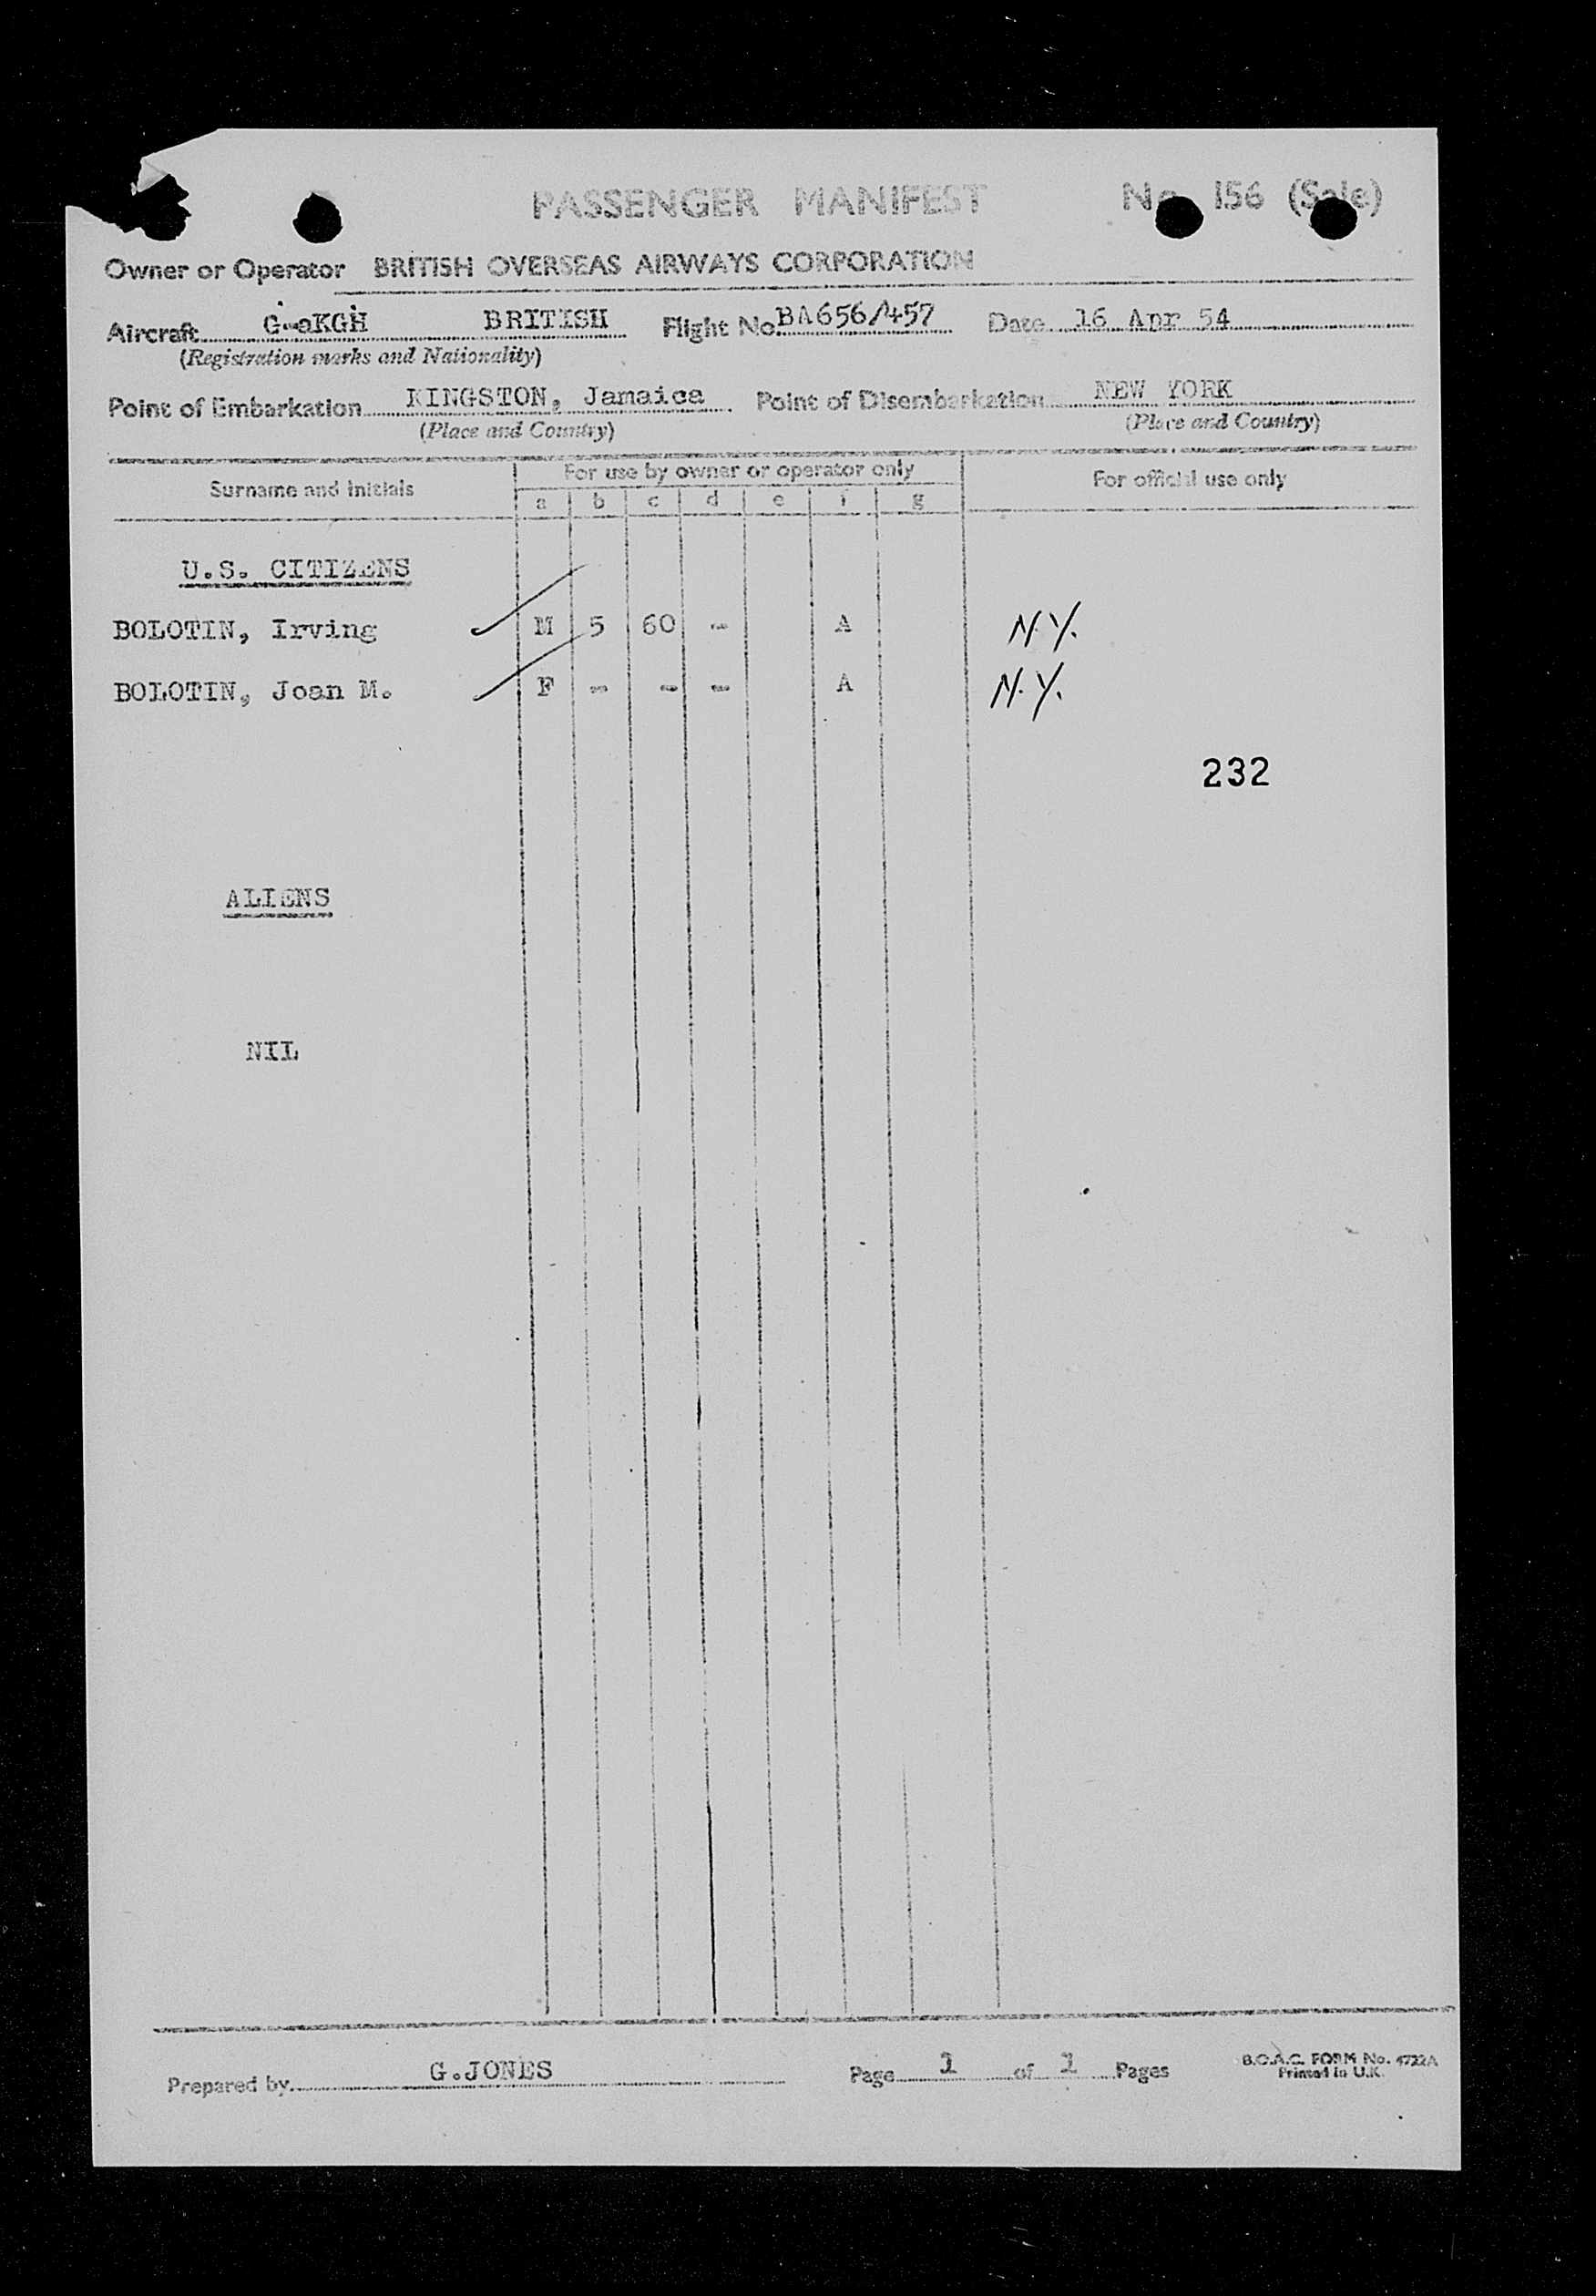 PASSENGER MANIFEST No 156 (Sale)
Owner or Operator BRITISH OVERSEAS AIRWAYS CORPORATION
Aircraft BRITISH Flight No. BA656/457 Date 16 Apr 54
(Registration marks and Nationality)
Point of Embarkation KINGSTON, Jamaica Point of Disembarkation NEW YORK
(Place and Country) (Place and Country)
Surname and Initials For use by owner or operator only For official use only
a b c d e f g
U.S. CITIZENS
BOLOTIN, Irving M 5 60 - A N.Y.
BOLOTIN, Joan M. F - - - A N.Y.
232
ALIENS
NIL
Prepared by G.JONES Page 1 of 1 Pages B.O.A.C. FORM No. 4722A
Printed in U.K.